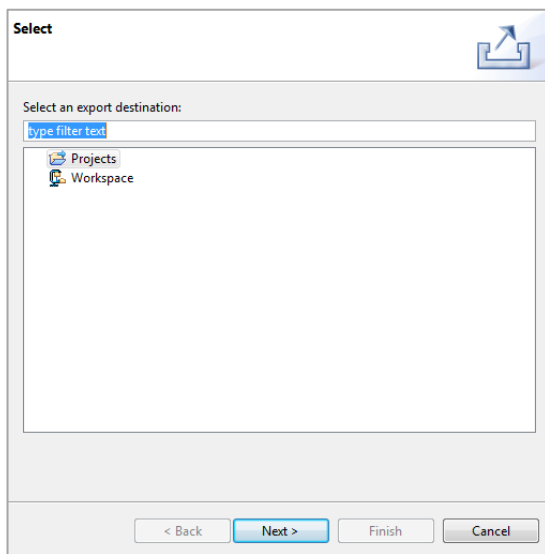 Select
Select an export destination:
type filter text
Projects
Workspace
< Back Next > Finish Cancel